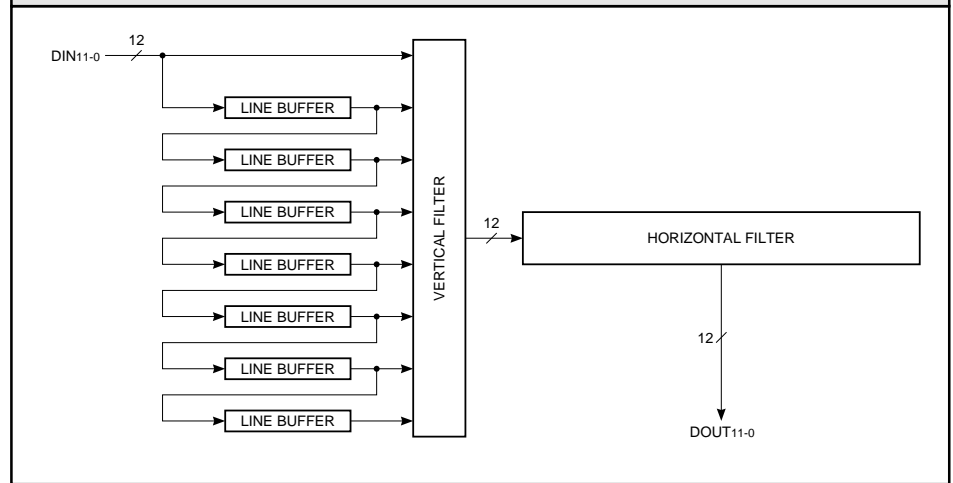 12
DIN11-0
LINE BUFFER
LINE BUFFER
LINE BUFFER
LINE BUFFER
LINE BUFFER
LINE BUFFER
LINE BUFFER
VERTICAL FILTER
12
HORIZONTAL FILTER
12
DOUT11-0